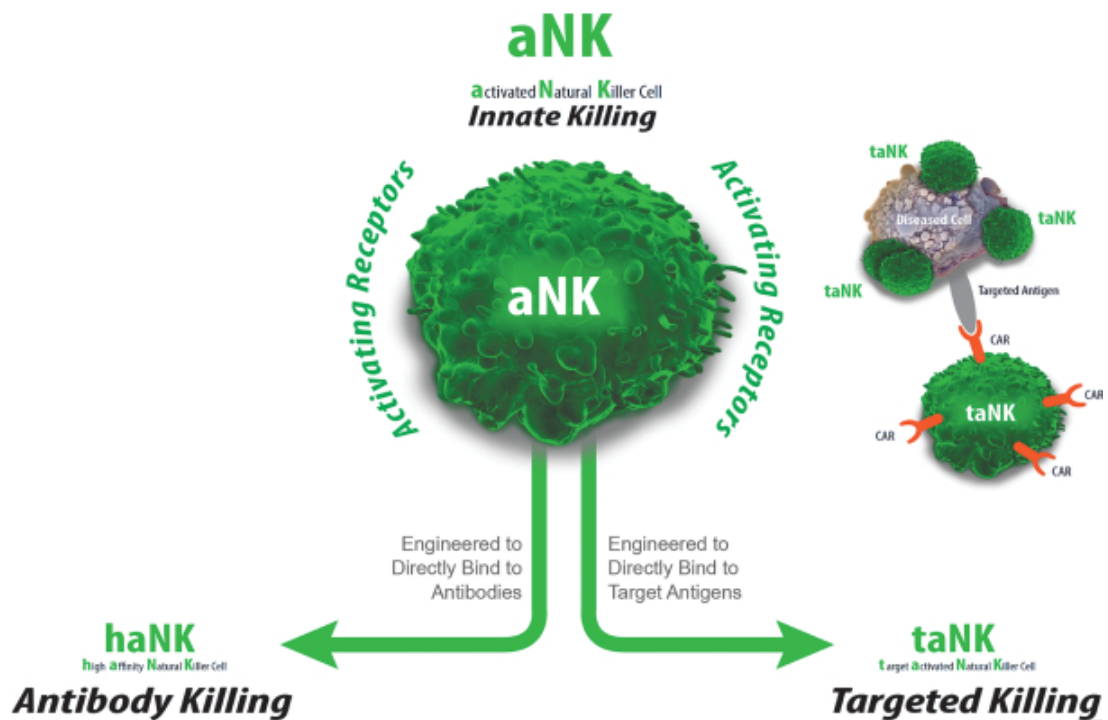 aNK
activated Natural Killer Cell
Innate Killing
Activating Receptors
aNK
Activating Receptors
taNK
Diseased Cell
taNK
taNK
Targeted Antigen
CAR
taNK
CAR
CAR
CAR
Engineered to
Directly Bind to
Antibodies
Engineered to
Directly Bind to
Target Antigens
haNK
high affinity Natural Killer Cell
Antibody Killing
taNK
target activated Natural Killer Cell
Targeted Killing